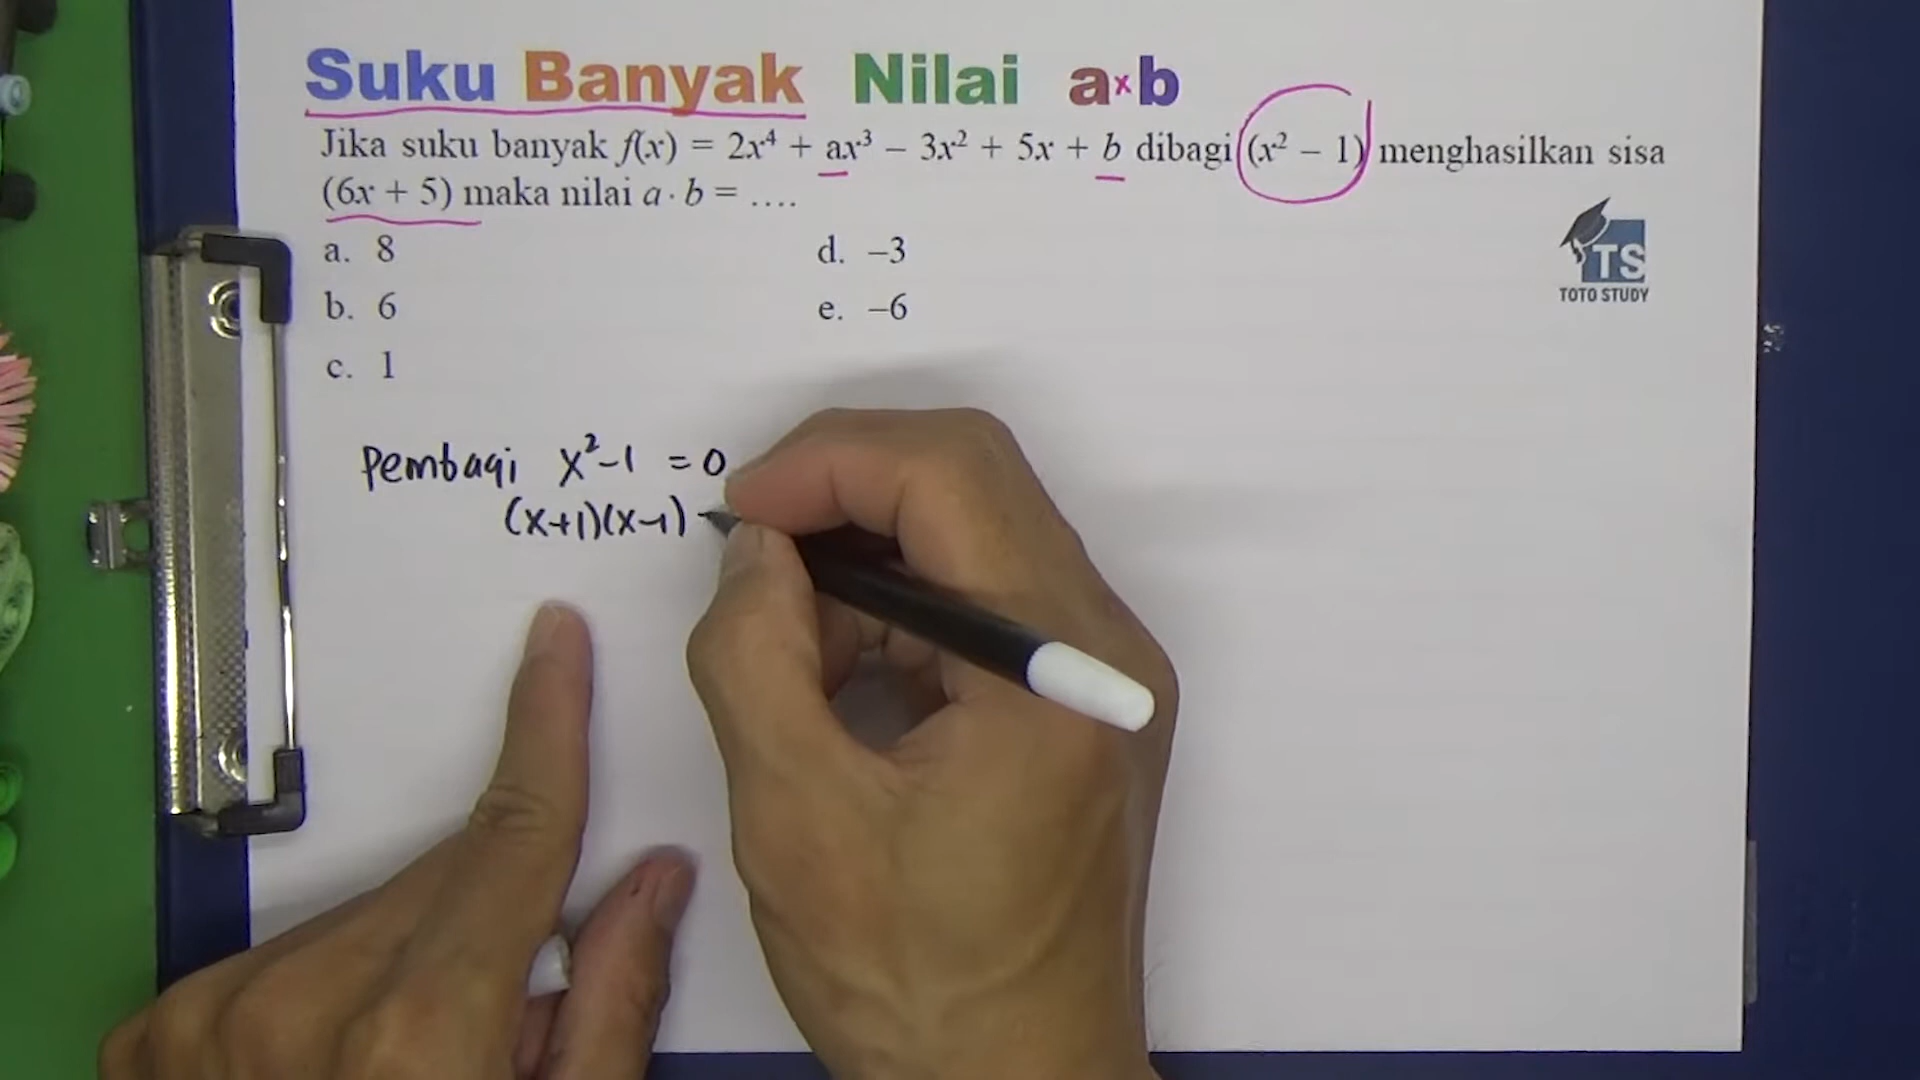 Suku Banyak Nilai a×b
Jika suku banyak f(x) = 2x⁴ + ax³ – 3x² + 5x + b dibagi (x² – 1) menghasilkan sisa
(6x + 5) maka nilai a · b = ....
a. 8
b. 6
c. 1
d. –3
e. –6
TS
TOTO STUDY
Pembagi x²-1 = 0
(x+1)(x-1)